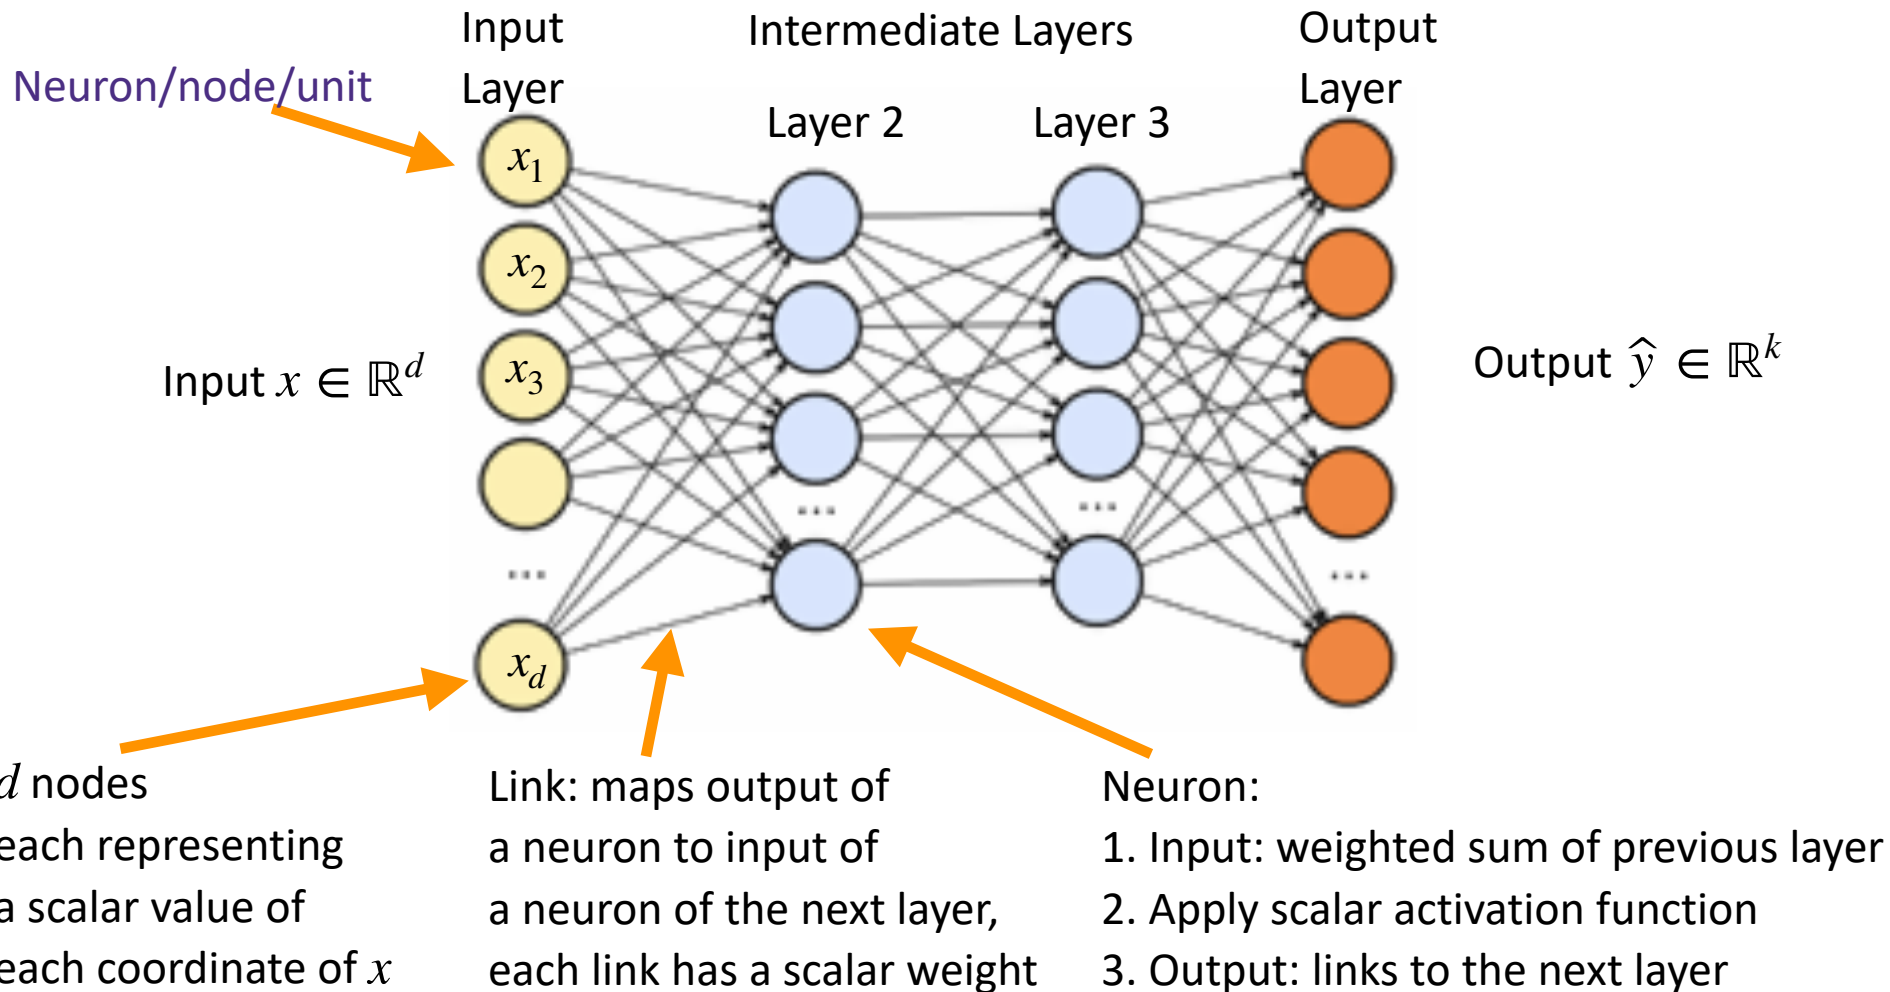 Input
Layer
Intermediate Layers
Output
Layer
Neuron/node/unit
Layer 2
Layer 3
x₁
x₂
x₃
Input x ∈ ℝᵈ
Output ŷ ∈ ℝᵏ
...
...
...
...
x_d
d nodes
each representing
a scalar value of
each coordinate of x
Link: maps output of
a neuron to input of
a neuron of the next layer,
each link has a scalar weight
Neuron:
1. Input: weighted sum of previous layer
2. Apply scalar activation function
3. Output: links to the next layer